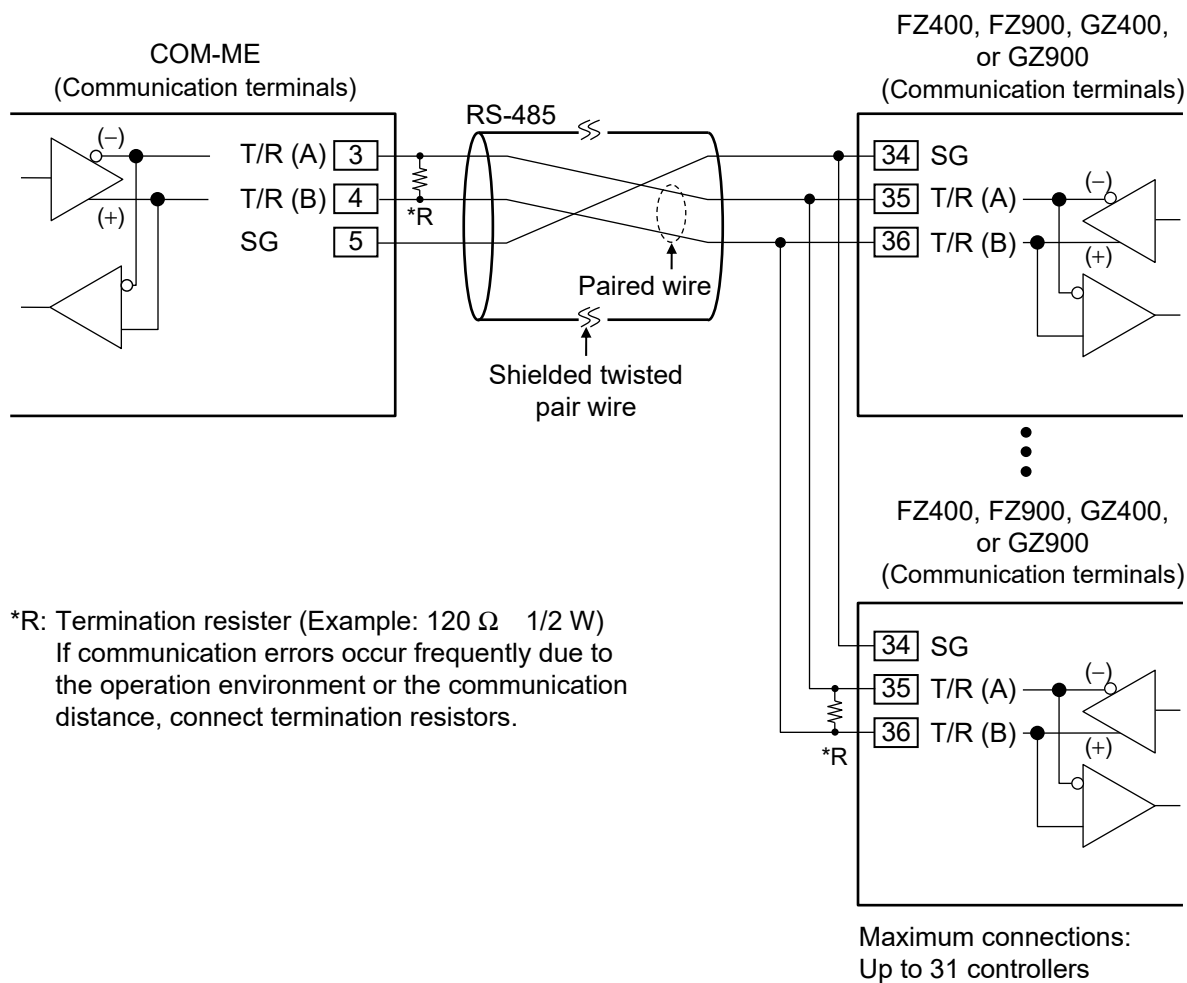 COM-ME
(Communication terminals)
(−)
(+)
T/R (A) 3
T/R (B) 4
SG 5
*R
RS-485
Paired wire
Shielded twisted
pair wire
FZ400, FZ900, GZ400,
or GZ900
(Communication terminals)
34 SG
35 T/R (A)
36 T/R (B)
(−)
(+)
FZ400, FZ900, GZ400,
or GZ900
(Communication terminals)
34 SG
35 T/R (A)
36 T/R (B)
(−)
(+)
*R
Maximum connections:
Up to 31 controllers
*R: Termination resister (Example: 120 Ω 1/2 W)
If communication errors occur frequently due to
the operation environment or the communication
distance, connect termination resistors.